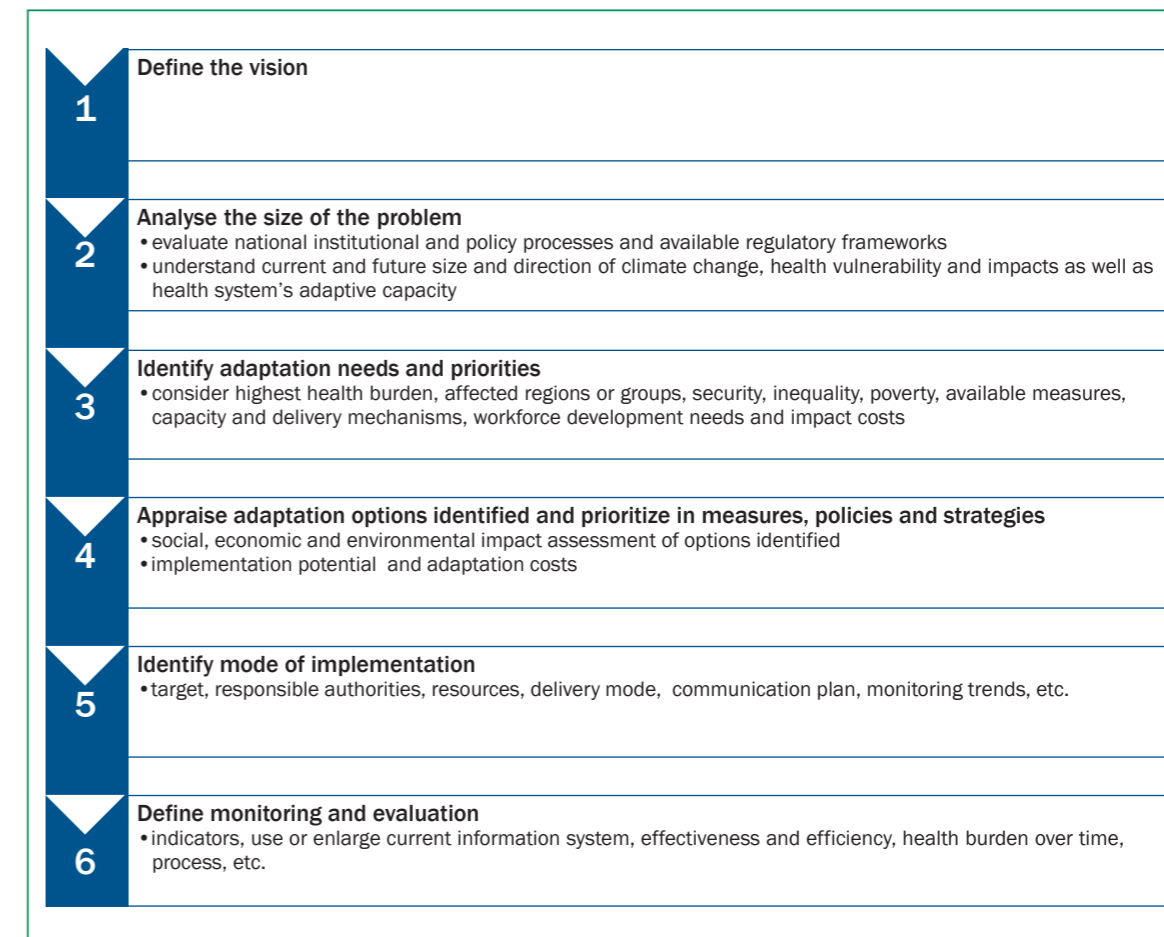 1
Define the vision
2
Analyse the size of the problem
• evaluate national institutional and policy processes and available regulatory frameworks
• understand current and future size and direction of climate change, health vulnerability and impacts as well as
health system's adaptive capacity
3
Identify adaptation needs and priorities
• consider highest health burden, affected regions or groups, security, inequality, poverty, available measures,
capacity and delivery mechanisms, workforce development needs and impact costs
4
Appraise adaptation options identified and prioritize in measures, policies and strategies
• social, economic and environmental impact assessment of options identified
• implementation potential and adaptation costs
5
Identify mode of implementation
• target, responsible authorities, resources, delivery mode, communication plan, monitoring trends, etc.
6
Define monitoring and evaluation
• indicators, use or enlarge current information system, effectiveness and efficiency, health burden over time,
process, etc.